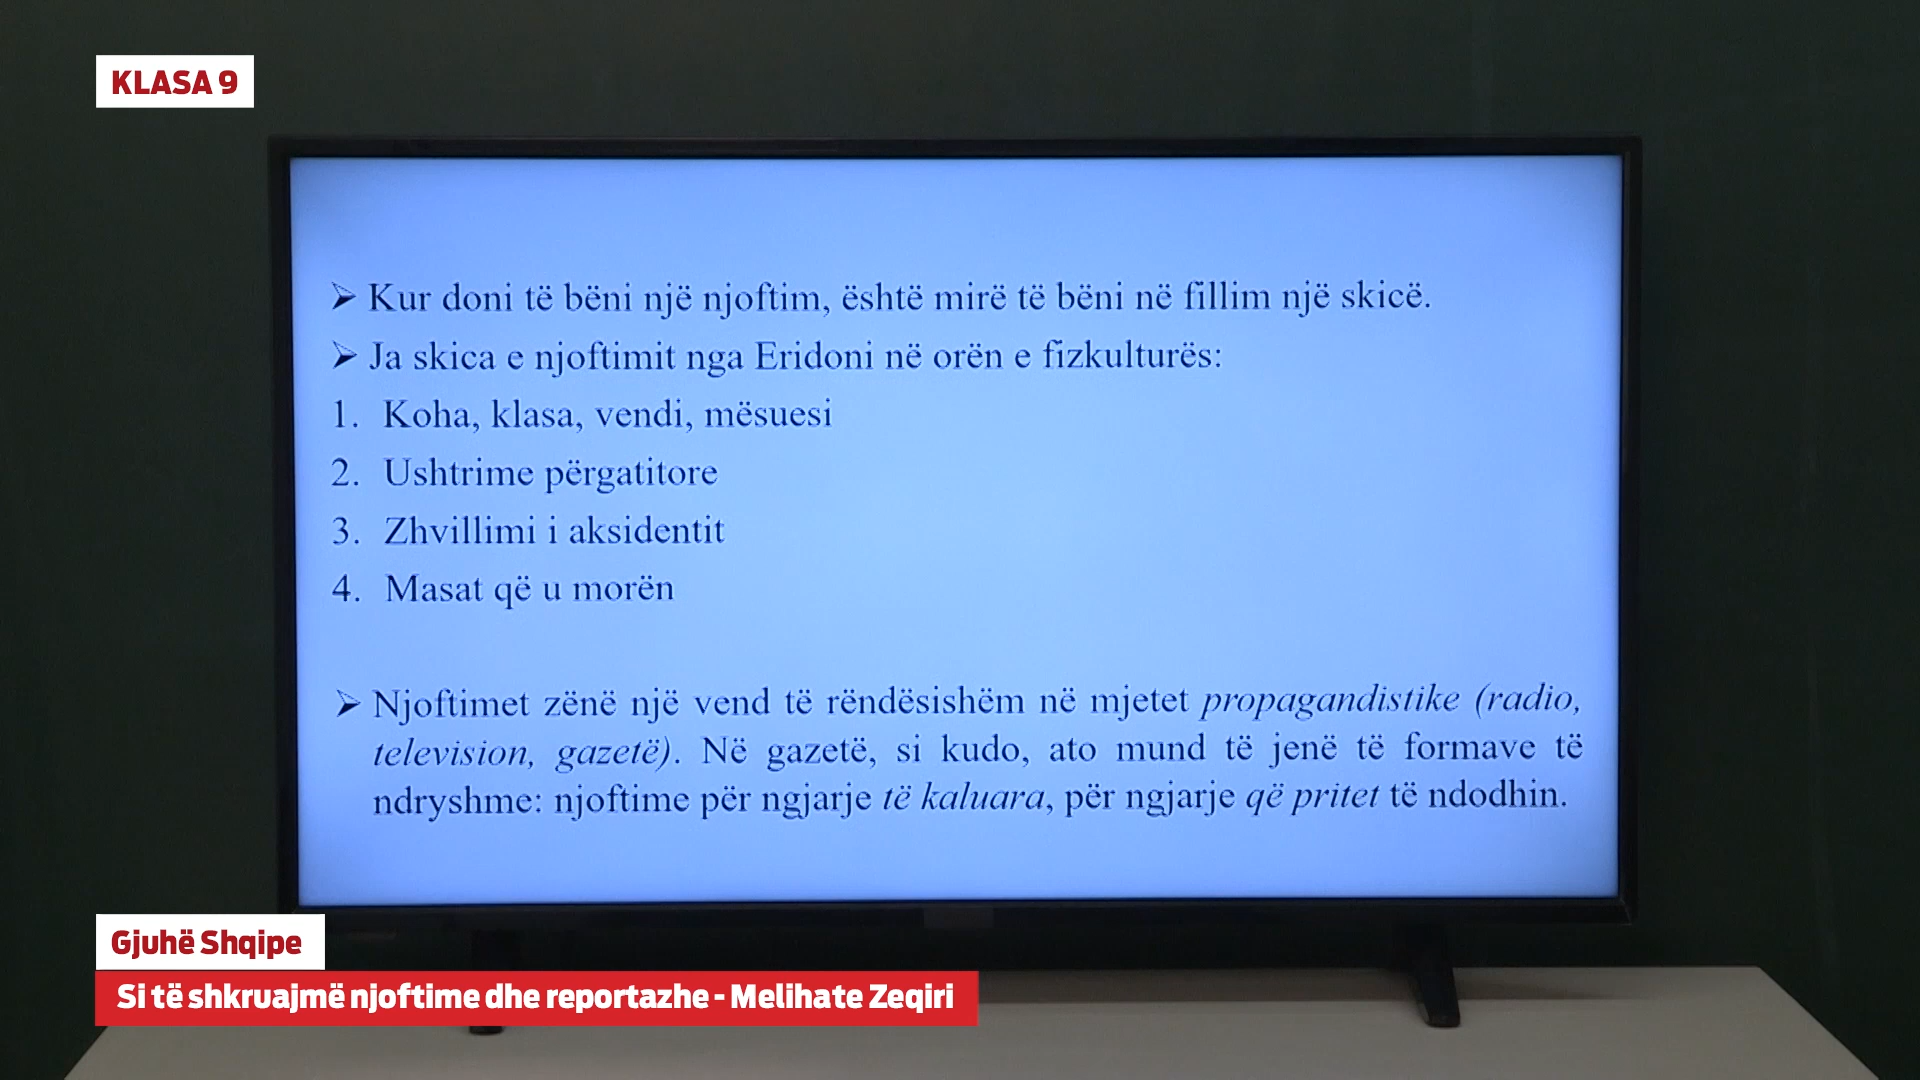 KLASA 9
➢ Kur doni të bëni një njoftim, është mirë të bëni në fillim një skicë.
➢ Ja skica e njoftimit nga Eridoni në orën e fizkulturës:
1. Koha, klasa, vendi, mësuesi
2. Ushtrime përgatitore
3. Zhvillimi i aksidentit
4. Masat që u morën
➢ Njoftimet zënë një vend të rëndësishëm në mjetet propagandistike (radio,
television, gazetë). Në gazetë, si kudo, ato mund të jenë të formave të
ndryshme: njoftime për ngjarje të kaluara, për ngjarje që pritet të ndodhin.
Gjuhë Shqipe
Si të shkruajmë njoftime dhe reportazhe - Melihate Zeqiri